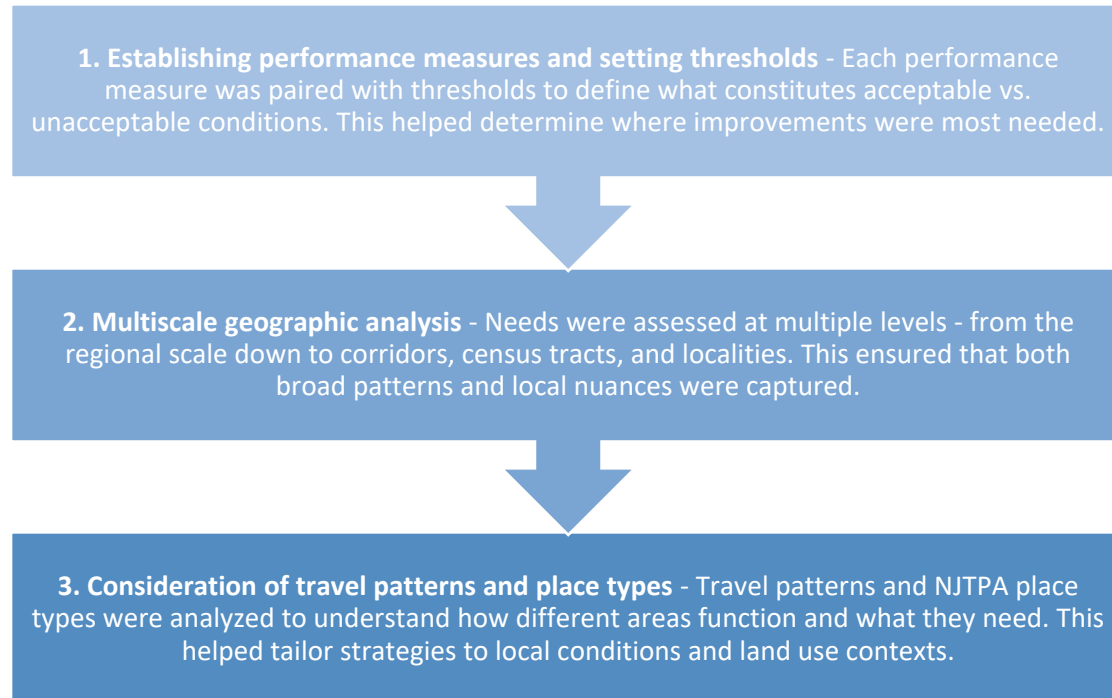 1. Establishing performance measures and setting thresholds - Each performance
measure was paired with thresholds to define what constitutes acceptable vs.
unacceptable conditions. This helped determine where improvements were most needed.
2. Multiscale geographic analysis - Needs were assessed at multiple levels - from the
regional scale down to corridors, census tracts, and localities. This ensured that both
broad patterns and local nuances were captured.
3. Consideration of travel patterns and place types - Travel patterns and NJTPA place
types were analyzed to understand how different areas function and what they need. This
helped tailor strategies to local conditions and land use contexts.